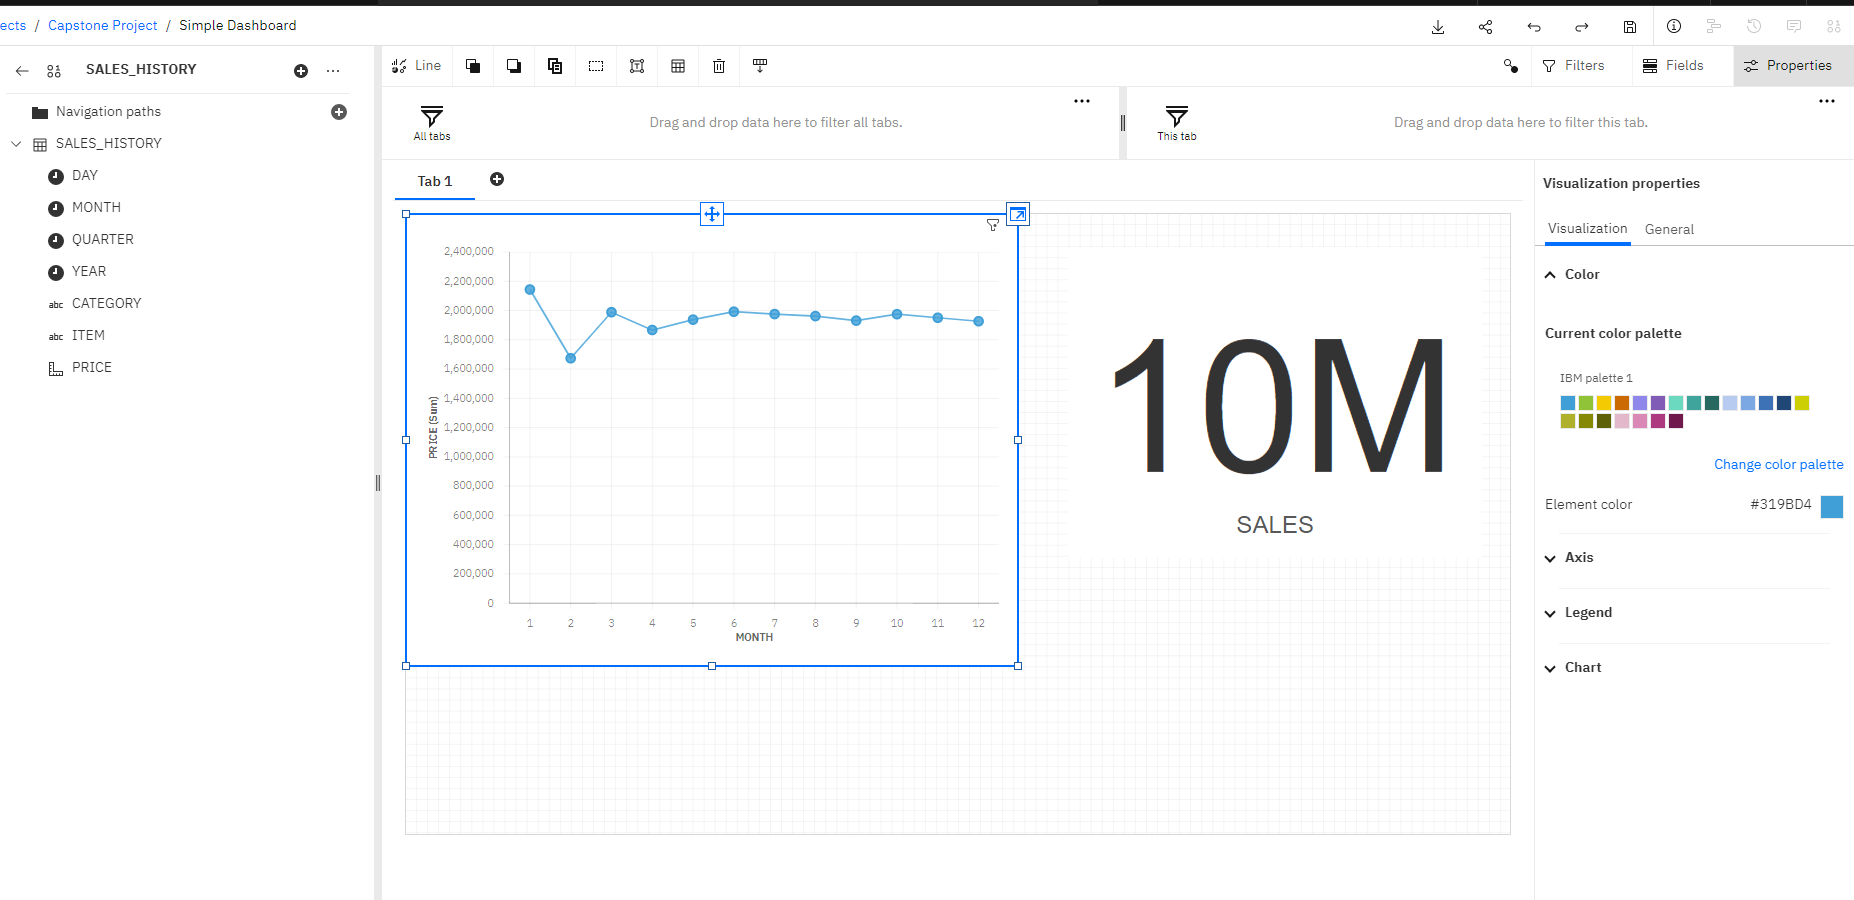 ects / Capstone Project / Simple Dashboard
SALES_HISTORY
Navigation paths
SALES_HISTORY
DAY
MONTH
QUARTER
YEAR
abc CATEGORY
abc ITEM
PRICE
Line
Filters
Fields
Properties
All tabs
Drag and drop data here to filter all tabs.
This tab
Drag and drop data here to filter this tab.
Tab 1
PRICE (Sum)
2,400,000
2,200,000
2,000,000
1,800,000
1,600,000
1,400,000
1,200,000
1,000,000
800,000
600,000
400,000
200,000
0
1 2 3 4 5 6 7 8 9 10 11 12
MONTH
10M
SALES
Visualization properties
Visualization General
Color
Current color palette
IBM palette 1
Change color palette
Element color #319BD4
Axis
Legend
Chart